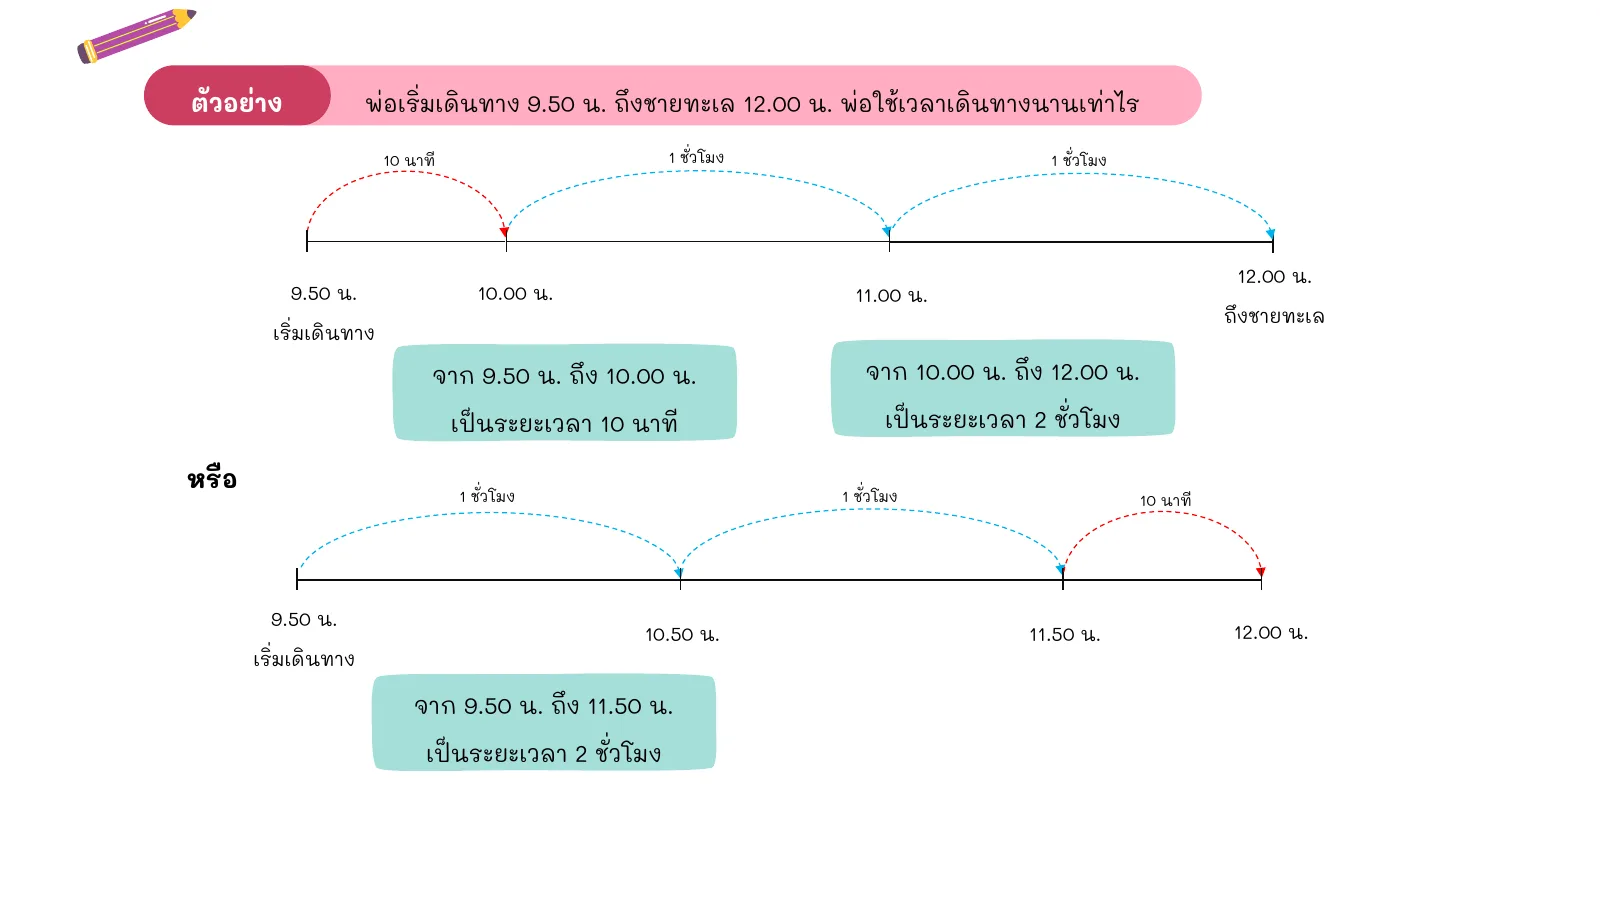 ตัวอย่าง พ่อเริ่มเดินทาง 9.50 น. ถึงชายทะเล 12.00 น. พ่อใช้เวลาเดินทางนานเท่าไร
10 นาที 1 ชั่วโมง 1 ชั่วโมง
9.50 น. 10.00 น. 11.00 น. 12.00 น.
เริ่มเดินทาง ถึงชายทะเล
จาก 9.50 น. ถึง 10.00 น.
เป็นระยะเวลา 10 นาที
จาก 10.00 น. ถึง 12.00 น.
เป็นระยะเวลา 2 ชั่วโมง
หรือ
1 ชั่วโมง 1 ชั่วโมง 10 นาที
9.50 น. 10.50 น. 11.50 น. 12.00 น.
เริ่มเดินทาง
จาก 9.50 น. ถึง 11.50 น.
เป็นระยะเวลา 2 ชั่วโมง